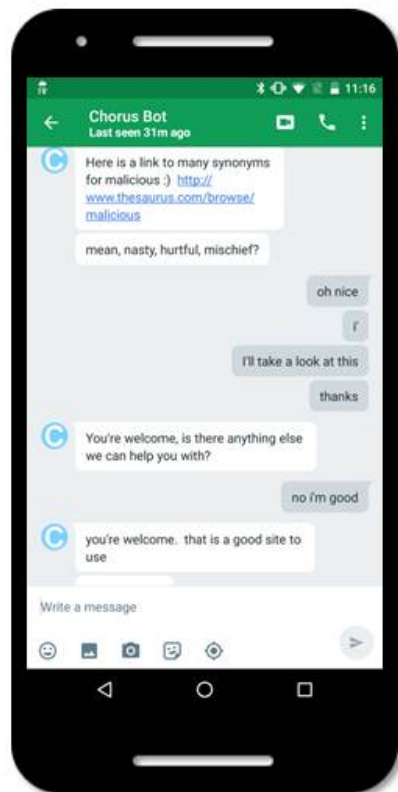 11:16
Chorus Bot
Last seen 31m ago
C
Here is a link to many synonyms
for malicious :) http://
www.thesaurus.com/browse/
malicious
mean, nasty, hurtful, mischief?
oh nice
i'
I'll take a look at this
thanks
C
You're welcome, is there anything else
we can help you with?
no i'm good
C
you're welcome. that is a good site to
use
Write a message